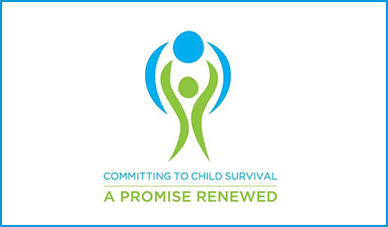 COMMITTING TO CHILD SURVIVAL
A PROMISE RENEWED